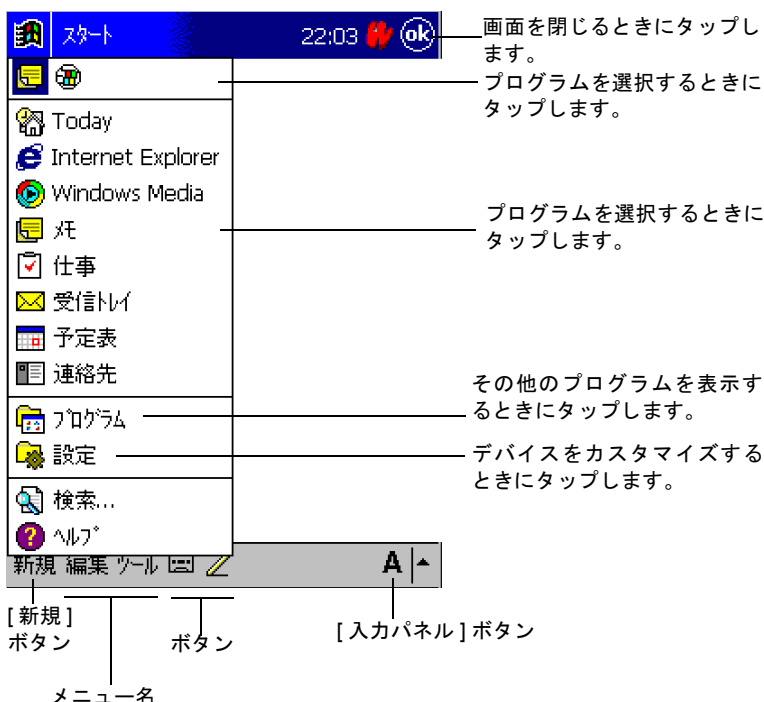 スタート 22:03 ok
画面を閉じるときにタップし
ます。
プログラムを選択するときに
タップします。
Today
Internet Explorer
Windows Media
ﾒﾓ
仕事
受信ﾄﾚｲ
予定表
連絡先
プログラムを選択するときに
タップします。
ﾌﾟﾛｸﾞﾗﾑ
設定
その他のプログラムを表示す
るときにタップします。
デバイスをカスタマイズする
ときにタップします。
検索...
ﾍﾙﾌﾟ
新規 編集 ﾂｰﾙ A
[新規]
ボタン
ボタン
[入力パネル]ボタン
メニュー名